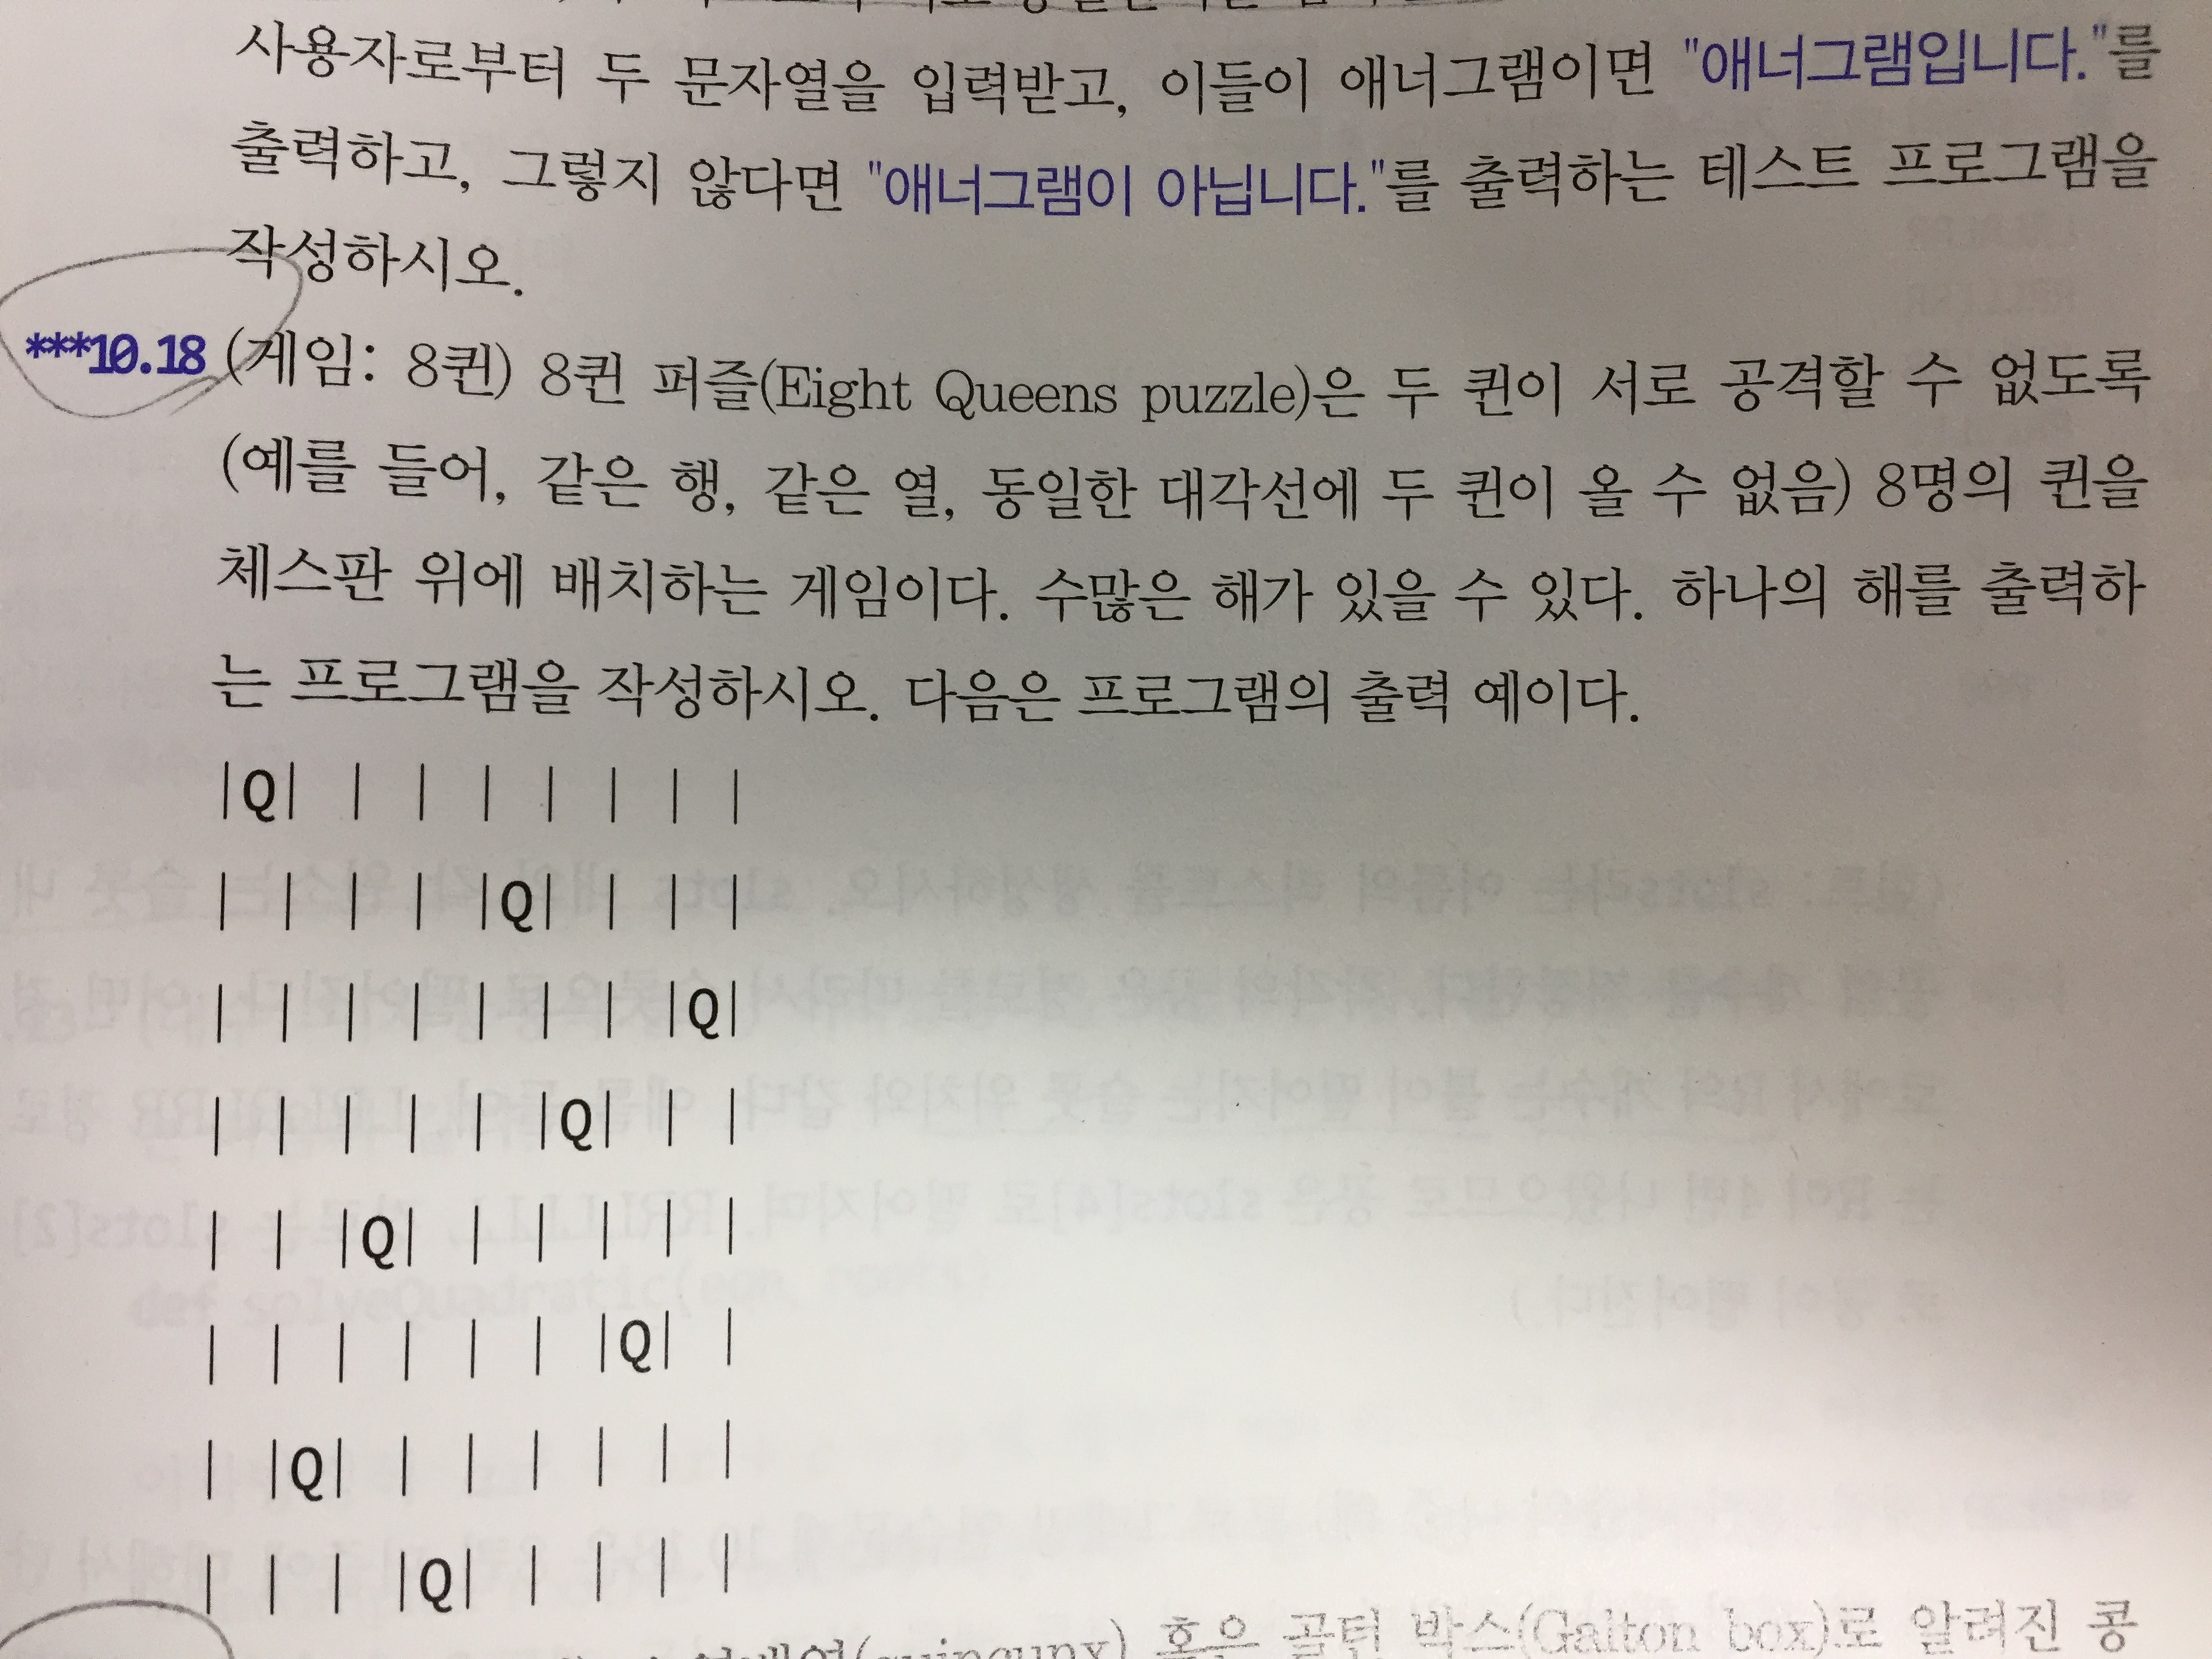 사용자로부터 두 문자열을 입력받고, 이들이 애너그램이면 "애너그램입니다."를
출력하고, 그렇지 않다면 "애너그램이 아닙니다."를 출력하는 테스트 프로그램을
작성하시오.
***10.18 (게임: 8퀸) 8퀸 퍼즐(Eight Queens puzzle)은 두 퀸이 서로 공격할 수 없도록
(예를 들어, 같은 행, 같은 열, 동일한 대각선에 두 퀸이 올 수 없음) 8명의 퀸을
체스판 위에 배치하는 게임이다. 수많은 해가 있을 수 있다. 하나의 해를 출력하
는 프로그램을 작성하시오. 다음은 프로그램의 출력 예이다.
|Q| | | | | | | |
| | | | |Q| | | |
| | | | | | | |Q|
| | | | | |Q| | |
| | |Q| | | | | |
| | | | | | |Q| |
| |Q| | | | | | |
| | | |Q| | | | |
(quincunx) 혹은 골턴 박스(Galton box)로 알려진 콩